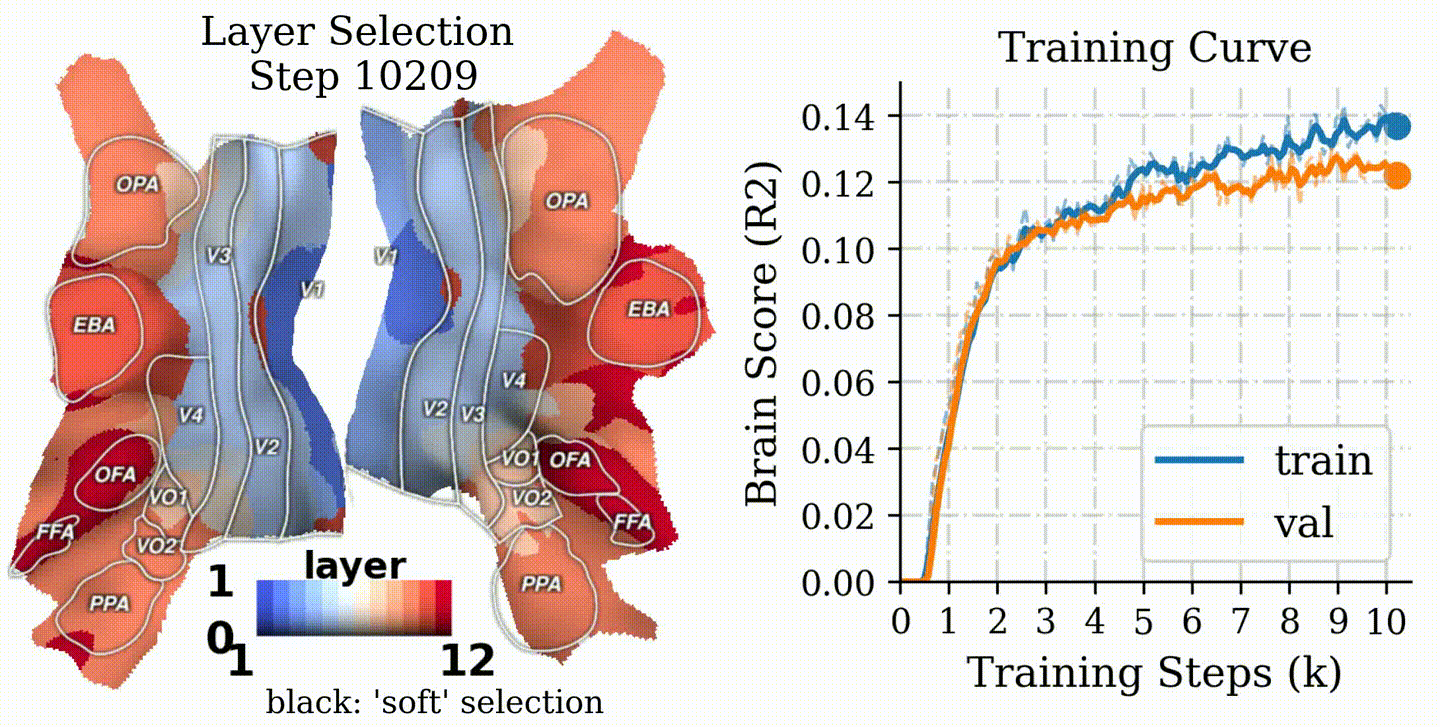 Layer Selection
Step 10209
OPA
V3
V1
EBA
V4
V2
OFA
VO1
FFA
VO2
PPA
V1
OPA
EBA
V4
V2
V3
VO1
OFA
VO2
FFA
PPA
layer
1
0
1
12
black: 'soft' selection
Training Curve
Brain Score (R2)
0.14
0.12
0.10
0.08
0.06
0.04
0.02
0.00
train
val
0 1 2 3 4 5 6 7 8 9 10
Training Steps (k)